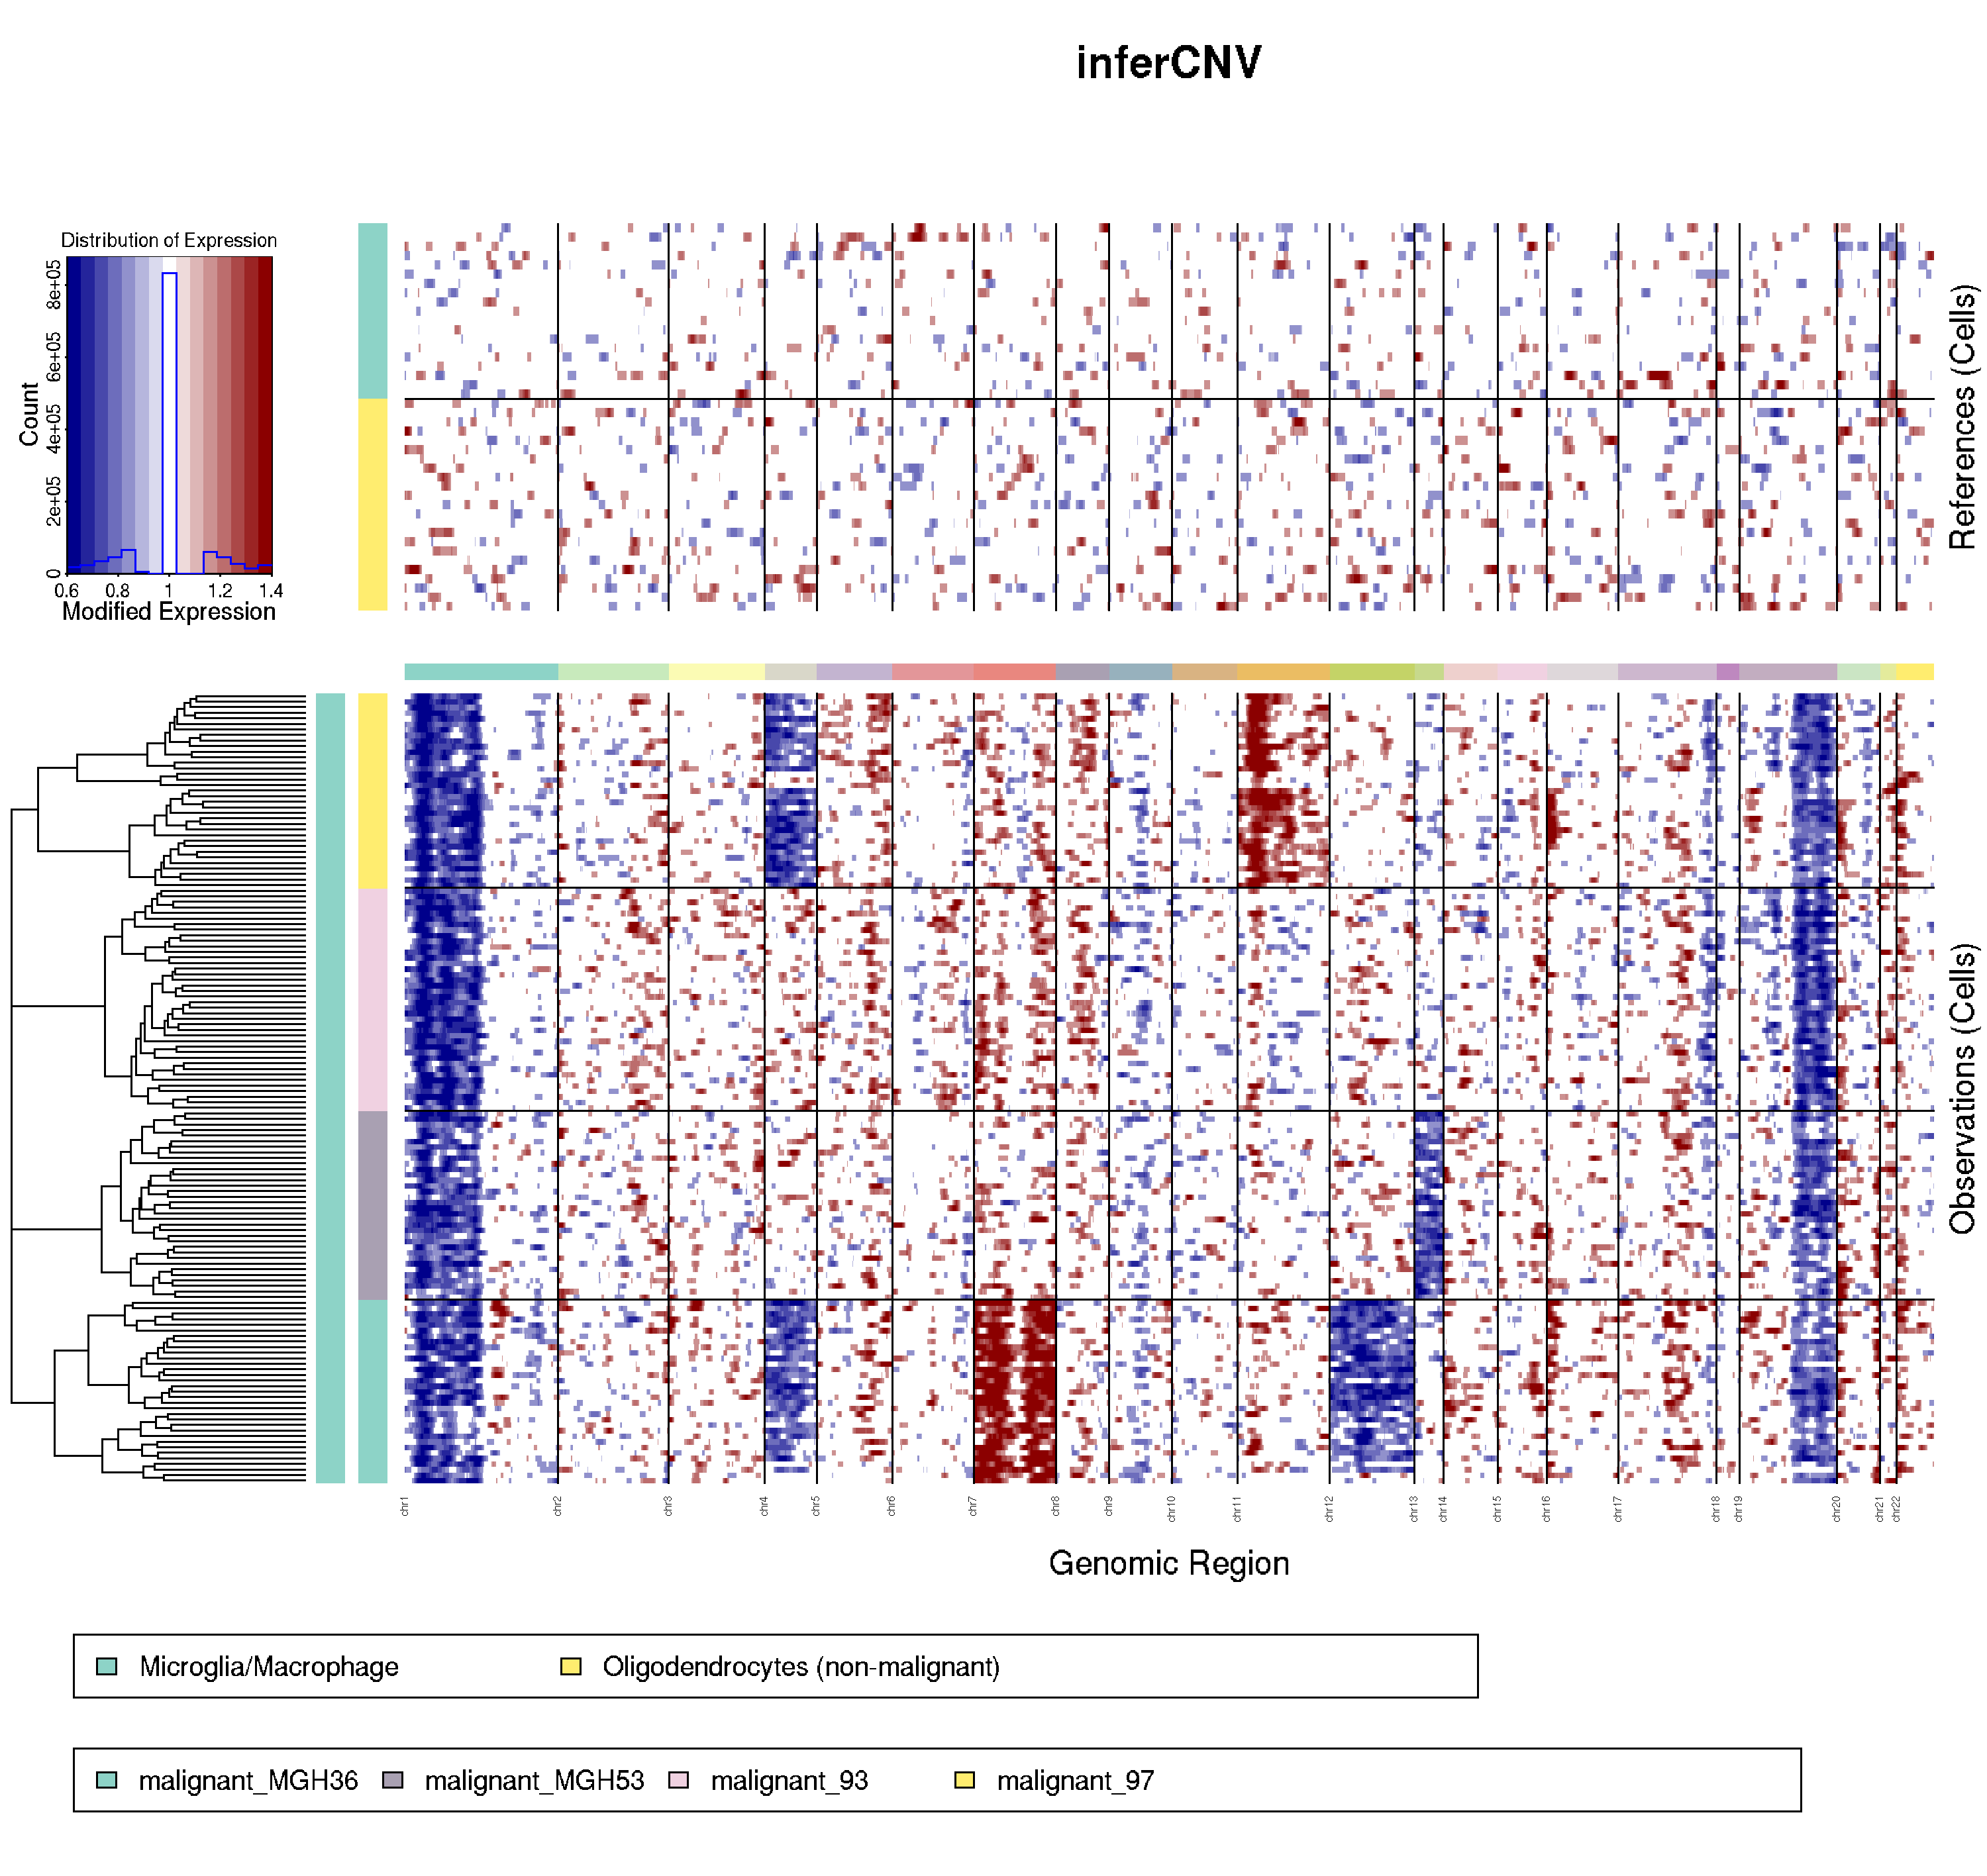 inferCNV
Distribution of Expression
Count
0 2e+05 4e+05 6e+05 8e+05
0.6 0.8 1 1.2 1.4
Modified Expression
References (Cells)
Observations (Cells)
chr1 chr2 chr3 chr4 chr5 chr6 chr7 chr8 chr9 chr10 chr11 chr12 chr13 chr14 chr15 chr16 chr17 chr18 chr19 chr20 chr21 chr22
Genomic Region
Microglia/Macrophage Oligodendrocytes (non-malignant)
malignant_MGH36 malignant_MGH53 malignant_93 malignant_97